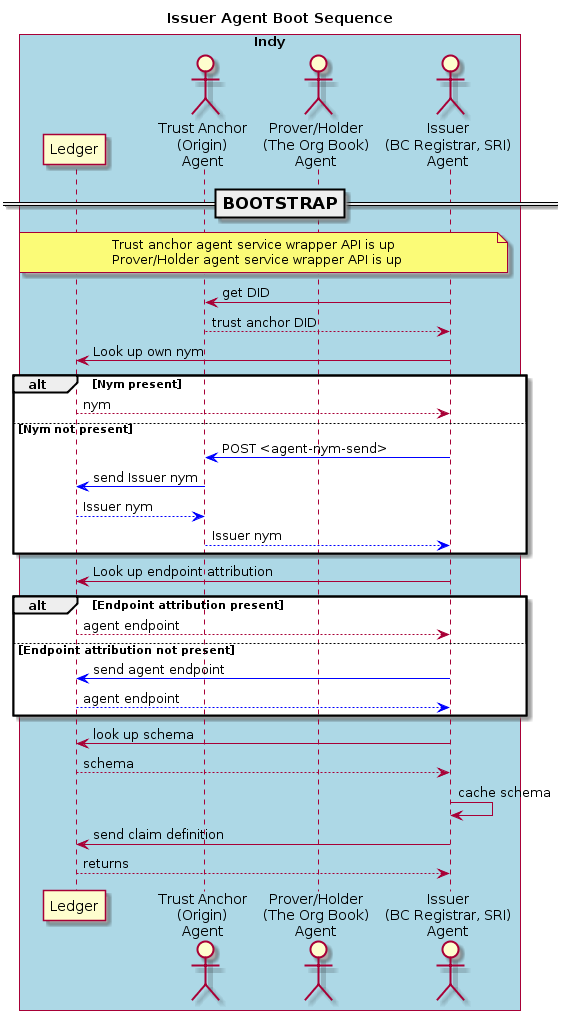 Issuer Agent Boot Sequence
Indy
Ledger
Trust Anchor
(Origin)
Agent
Prover/Holder
(The Org Book)
Agent
Issuer
(BC Registrar, SRI)
Agent
BOOTSTRAP
Trust anchor agent service wrapper API is up
Prover/Holder agent service wrapper API is up
get DID
trust anchor DID
Look up own nym
alt
[Nym present]
nym
[Nym not present]
POST <agent-nym-send>
send Issuer nym
Issuer nym
Issuer nym
Look up endpoint attribution
alt
[Endpoint attribution present]
agent endpoint
[Endpoint attribution not present]
send agent endpoint
agent endpoint
look up schema
schema
cache schema
send claim definition
returns
Ledger
Trust Anchor
(Origin)
Agent
Prover/Holder
(The Org Book)
Agent
Issuer
(BC Registrar, SRI)
Agent